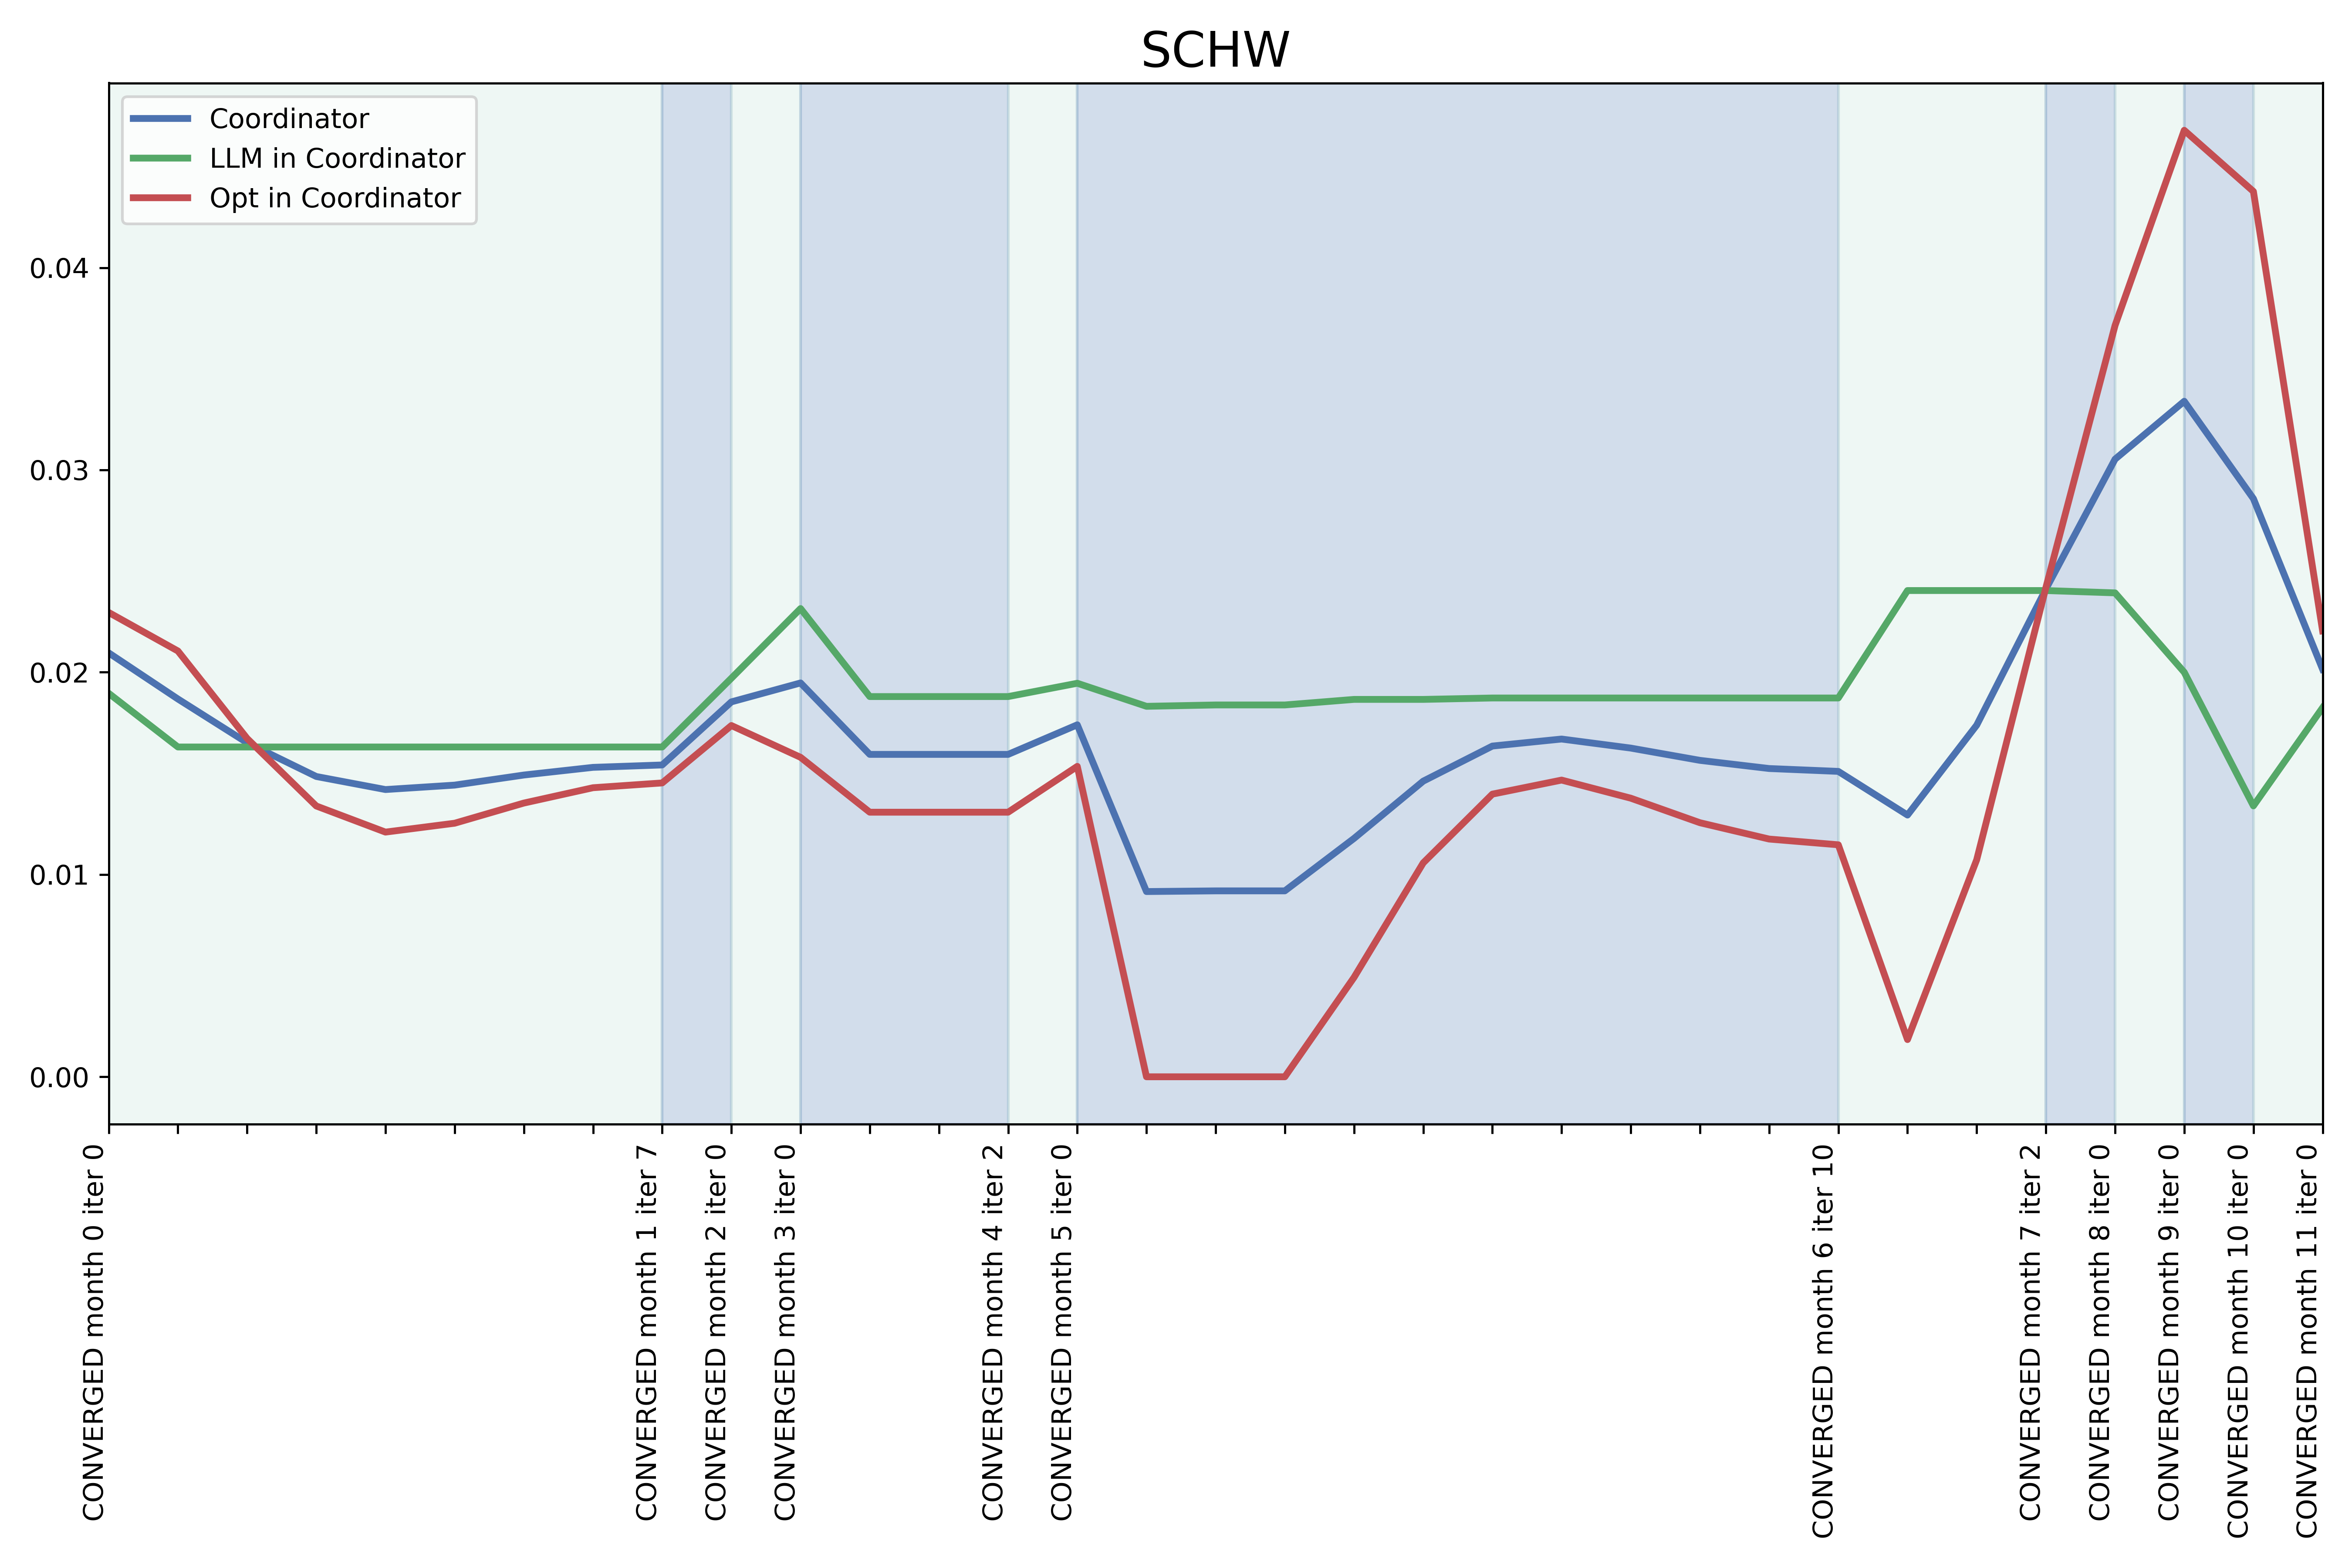 SCHW
Coordinator
LLM in Coordinator
Opt in Coordinator
0.04
0.03
0.02
0.01
0.00
CONVERGED month 0 iter 0
CONVERGED month 1 iter 7
CONVERGED month 2 iter 0
CONVERGED month 3 iter 0
CONVERGED month 4 iter 2
CONVERGED month 5 iter 0
CONVERGED month 6 iter 10
CONVERGED month 7 iter 2
CONVERGED month 8 iter 0
CONVERGED month 9 iter 0
CONVERGED month 10 iter 0
CONVERGED month 11 iter 0